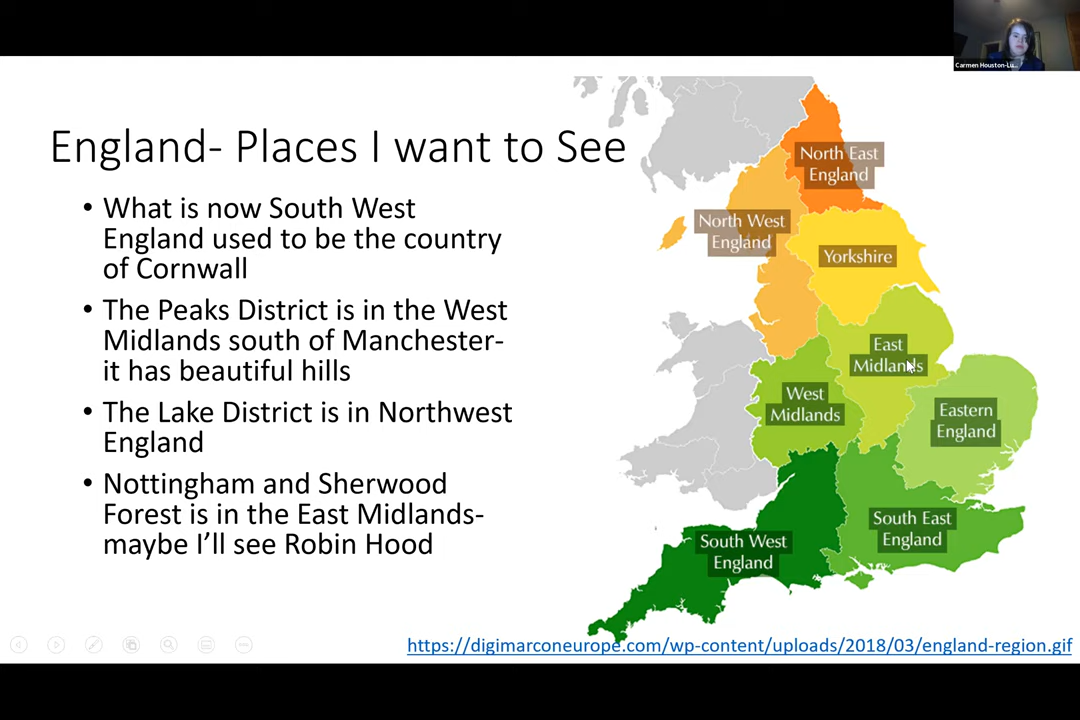 Carmen Houston-Lu...
England- Places I want to See
• What is now South West
England used to be the country
of Cornwall
• The Peaks District is in the West
Midlands south of Manchester-
it has beautiful hills
• The Lake District is in Northwest
England
• Nottingham and Sherwood
Forest is in the East Midlands-
maybe I'll see Robin Hood
North East
England
North West
England
Yorkshire
East
Midlands
West
Midlands
Eastern
England
South East
England
South West
England
https://digimarconeurope.com/wp-content/uploads/2018/03/england-region.gif